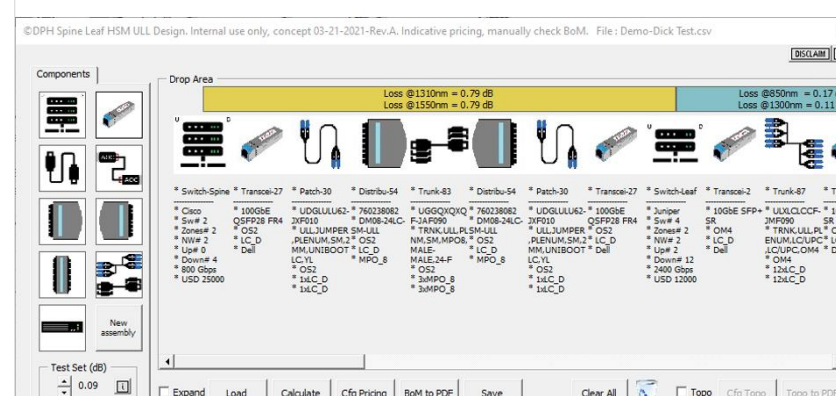 ©DPH Spine Leaf HSM ULL Design. Internal use only, concept 03-21-2021-Rev.A. Indicative pricing, manually check BoM. File : Demo-Dick Test.csv
DISCLAIM
Components
Drop Area
Loss @1310nm = 0.79 dB
Loss @1550nm = 0.79 dB
Loss @850nm = 0.17
Loss @1300nm = 0.11
U D
U D
AOC
AOC
* Switch-Spine
* Cisco
* Sw# 2
* Zones# 2
* NW# 2
* Up# 0
* Down# 4
* 800 Gbps
* USD 25000
* Transcei-27
* 100GbE
QSFP28 FR4
* OS2
* LC_D
* Dell
* Patch-30
* UDGLULU62-
JXF010
* ULL,JUMPER
,PLENUM,SM,2
MM,UNIBOOT
LC,YL
* OS2
* 1xLC_D
* 1xLC_D
* Distribu-54
* 760238082
* DM08-24LC-
SM-ULL
* OS2
* LC_D
* MPO_8
* Trunk-83
* UGGQXQXQ
F-JAF090
* TRNK,ULL,PL
NM,SM,MPO8,
MALE-
MALE,24-F
* OS2
* 3xMPO_8
* 3xMPO_8
* Distribu-54
* 760238082
* DM08-24LC-
SM-ULL
* OS2
* LC_D
* MPO_8
* Patch-30
* UDGLULU62-
JXF010
* ULL,JUMPER
,PLENUM,SM,2
MM,UNIBOOT
LC,YL
* OS2
* 1xLC_D
* 1xLC_D
* Transcei-27
* 100GbE
QSFP28 FR4
* OS2
* LC_D
* Dell
* Switch-Leaf
* Juniper
* Sw# 4
* Zones# 2
* NW# 2
* Up# 2
* Down# 12
* 2400 Gbps
* USD 12000
* Transcei-2
* 10GbE SFP+
SR
* OM4
* LC_D
* Dell
* Trunk-87
* ULXLCLCCF-
JMF090
* TRNK,ULL,PL
ENUM,LC/UPC
,LC/UPC,OM4
* OM4
* 12xLC_D
* 12xLC_D
New
assembly
Test Set (dB)
0.09
i
Expand
Load
Calculate
Cfg Pricing
BoM to PDF
Save
Clear All
Topo
Cfg Topo
Topo to PDF